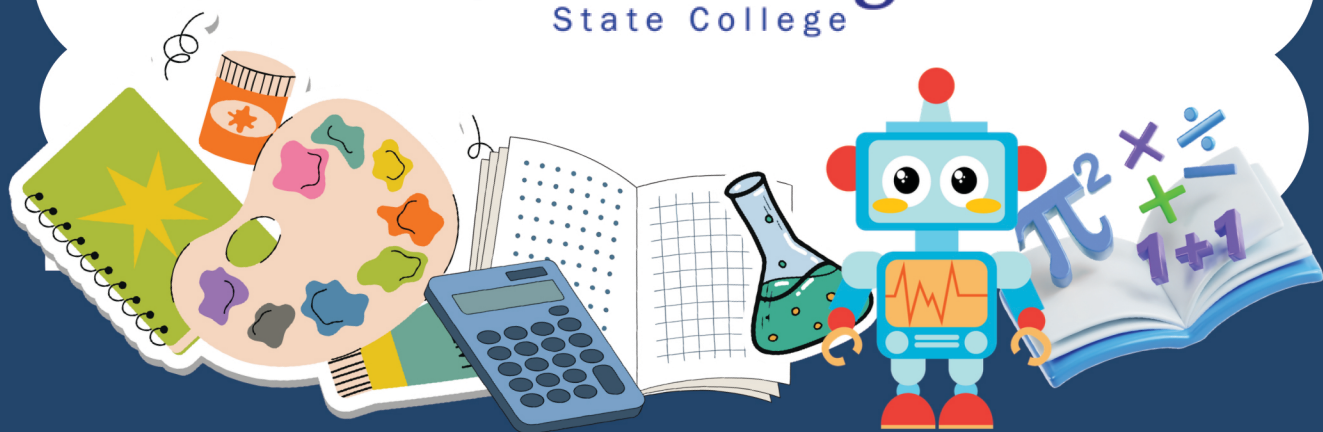 State College
π²
× ÷
+
1+1